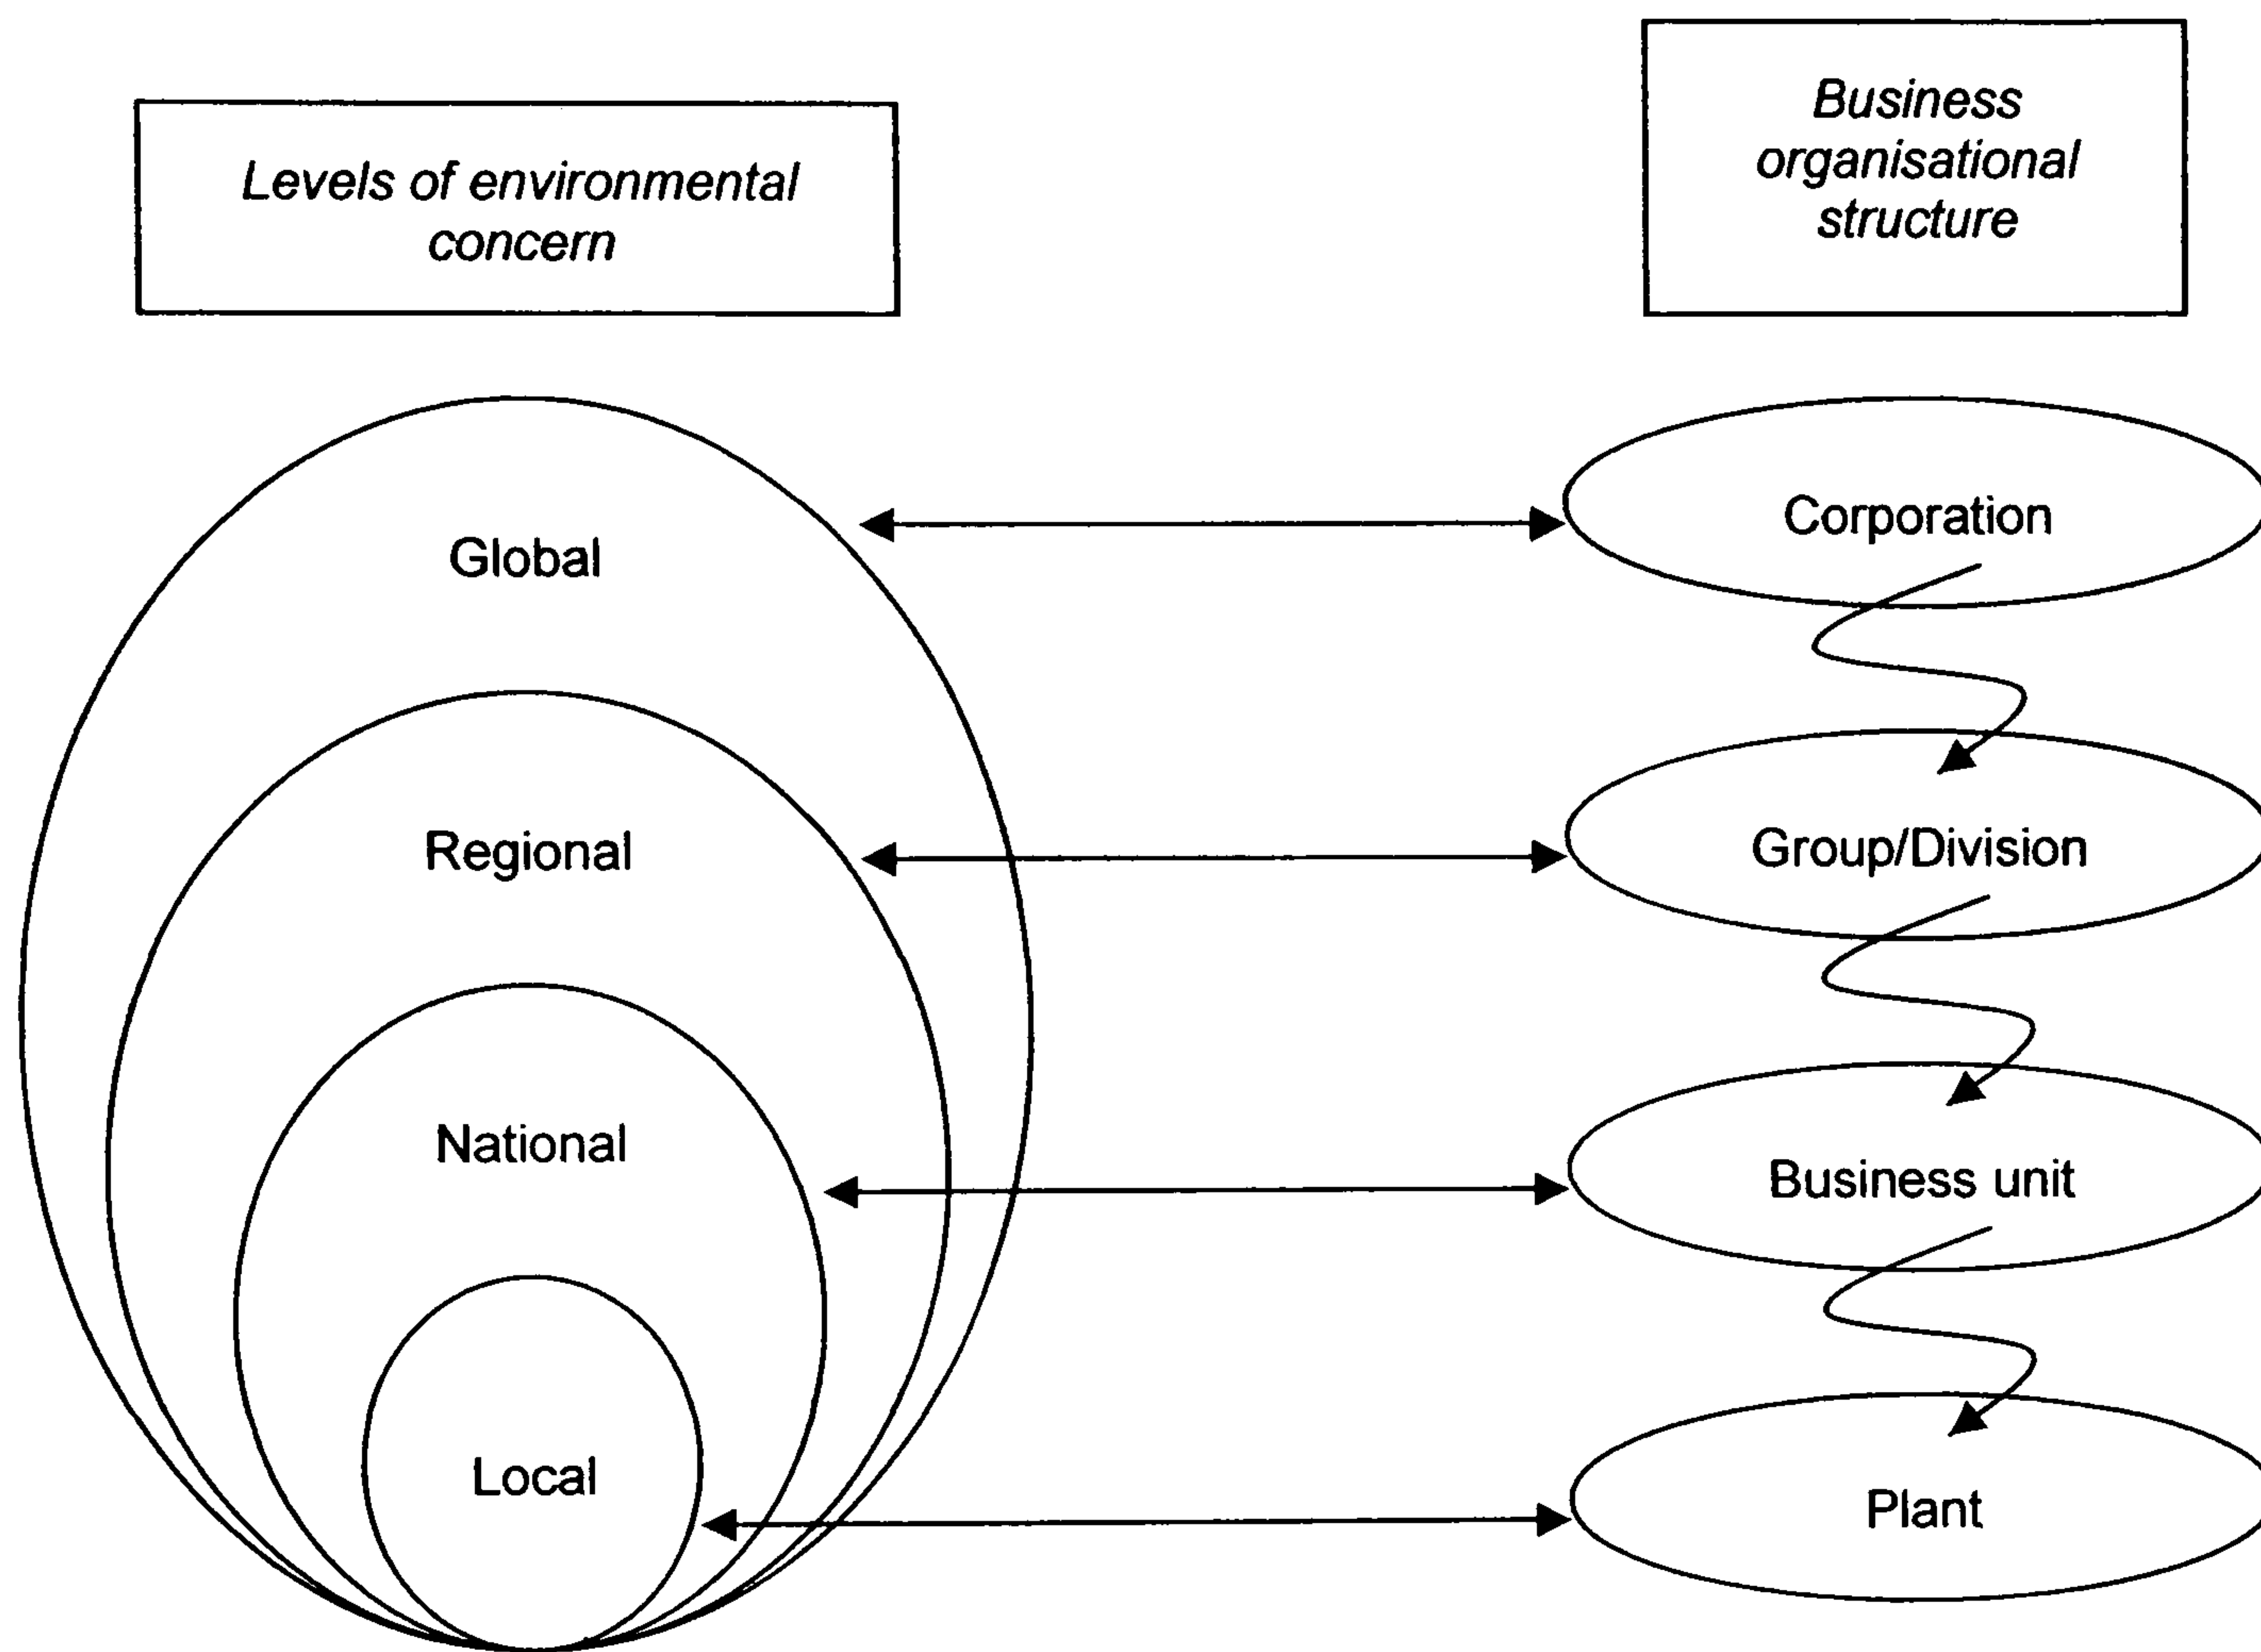 Levels of environmental
concern
Business
organisational
structure
Global
Corporation
Regional
Group/Division
National
Business unit
Local
Plant